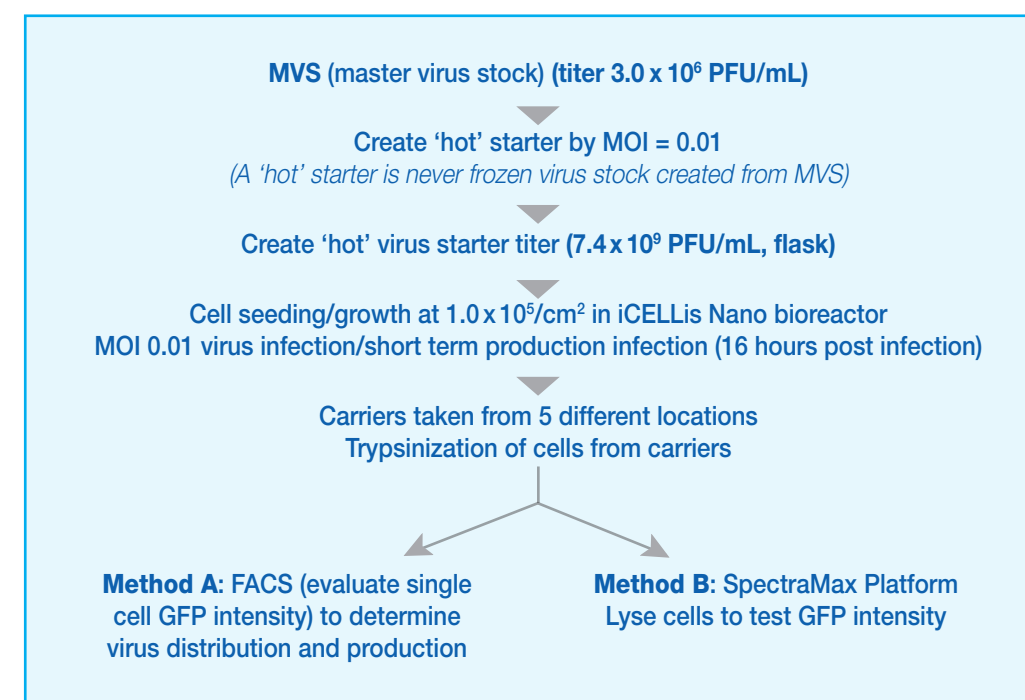 MVS (master virus stock) (titer 3.0 x 10⁶ PFU/mL)
Create ‘hot’ starter by MOI = 0.01
(A ‘hot’ starter is never frozen virus stock created from MVS)
Create ‘hot’ virus starter titer (7.4 x 10⁹ PFU/mL, flask)
Cell seeding/growth at 1.0 x 10⁵/cm² in iCELLis Nano bioreactor
MOI 0.01 virus infection/short term production infection (16 hours post infection)
Carriers taken from 5 different locations
Trypsinization of cells from carriers
Method A: FACS (evaluate single
cell GFP intensity) to determine
virus distribution and production
Method B: SpectraMax Platform
Lyse cells to test GFP intensity